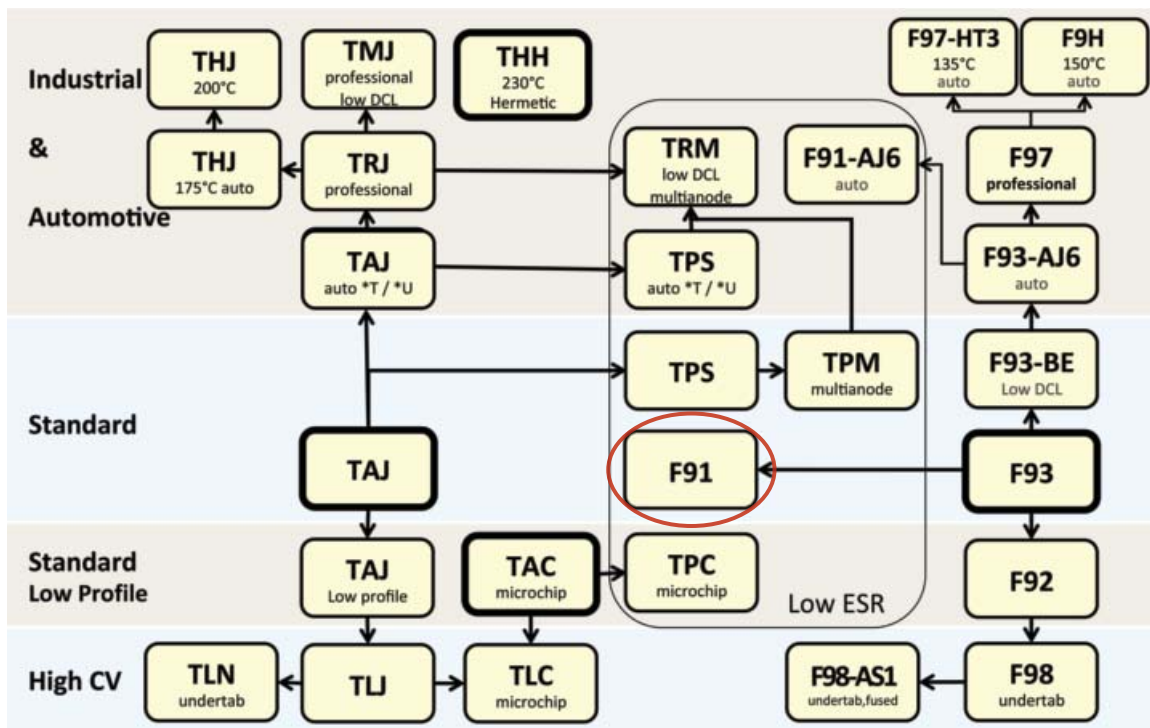 Industrial
&
Automotive
THJ
200°C
TMJ
professional
low DCL
THH
230°C
Hermetic
F97-HT3
135°C
auto
F9H
150°C
auto
THJ
175°C auto
TRJ
professional
TRM
low DCL
multianode
F91-AJ6
auto
F97
professional
TAJ
auto *T / *U
TPS
auto *T / *U
F93-AJ6
auto
Standard
TPS
TPM
multianode
F93-BE
Low DCL
TAJ
F91
F93
Standard
Low Profile
TAJ
Low profile
TAC
microchip
TPC
microchip
Low ESR
F92
High CV
TLN
undertab
TLJ
TLC
microchip
F98-AS1
undertab,fused
F98
undertab